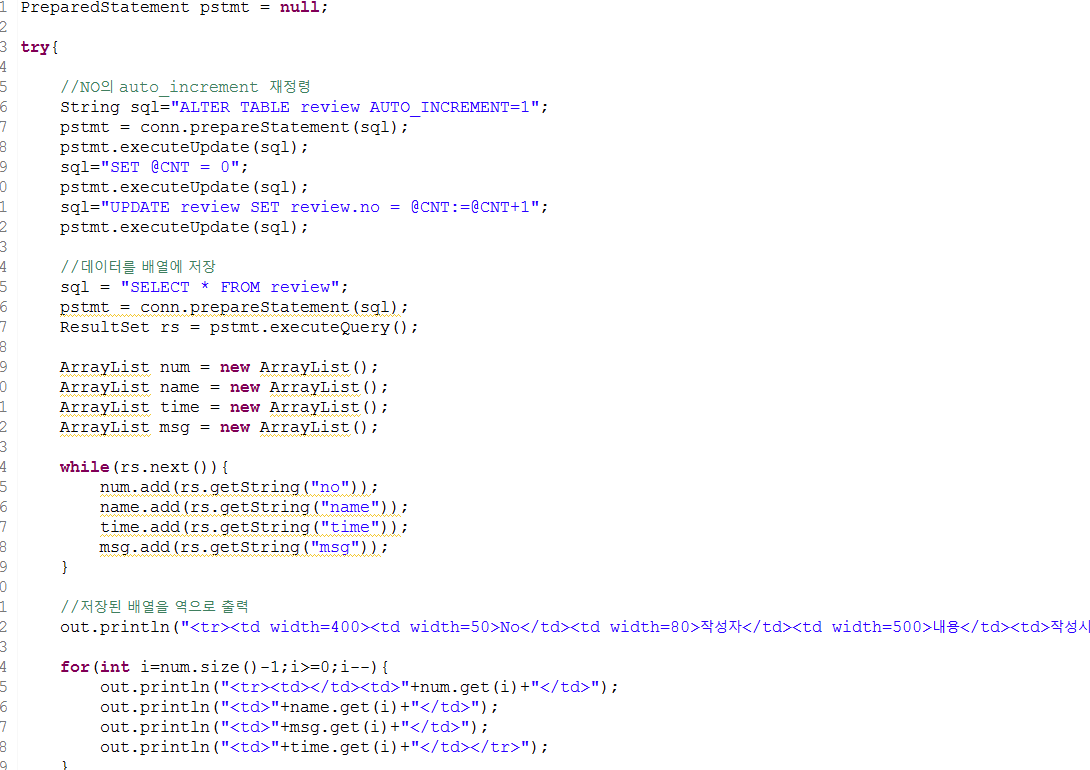 1 PreparedStatement pstmt = null;
2
3 try{
4
5 //NO의 auto_increment 재정령
6 String sql="ALTER TABLE review AUTO_INCREMENT=1";
7 pstmt = conn.prepareStatement(sql);
8 pstmt.executeUpdate(sql);
9 sql="SET @CNT = 0";
0 pstmt.executeUpdate(sql);
1 sql="UPDATE review SET review.no = @CNT:=@CNT+1";
2 pstmt.executeUpdate(sql);
3
4 //데이터를 배열에 저장
5 sql = "SELECT * FROM review";
6 pstmt = conn.prepareStatement(sql);
7 ResultSet rs = pstmt.executeQuery();
8
9 ArrayList num = new ArrayList();
0 ArrayList name = new ArrayList();
1 ArrayList time = new ArrayList();
2 ArrayList msg = new ArrayList();
3
4 while(rs.next()){
5 num.add(rs.getString("no"));
6 name.add(rs.getString("name"));
7 time.add(rs.getString("time"));
8 msg.add(rs.getString("msg"));
9 }
0
1 //저장된 배열을 역으로 출력
2 out.println("<tr><td width=400><td width=50>No</td><td width=80>작성자</td><td width=500>내용</td><td>작성시
3
4 for(int i=num.size()-1;i>=0;i--){
5 out.println("<tr><td></td><td>"+num.get(i)+"</td>");
6 out.println("<td>"+name.get(i)+"</td>");
7 out.println("<td>"+msg.get(i)+"</td>");
8 out.println("<td>"+time.get(i)+"</td></tr>");
9 }